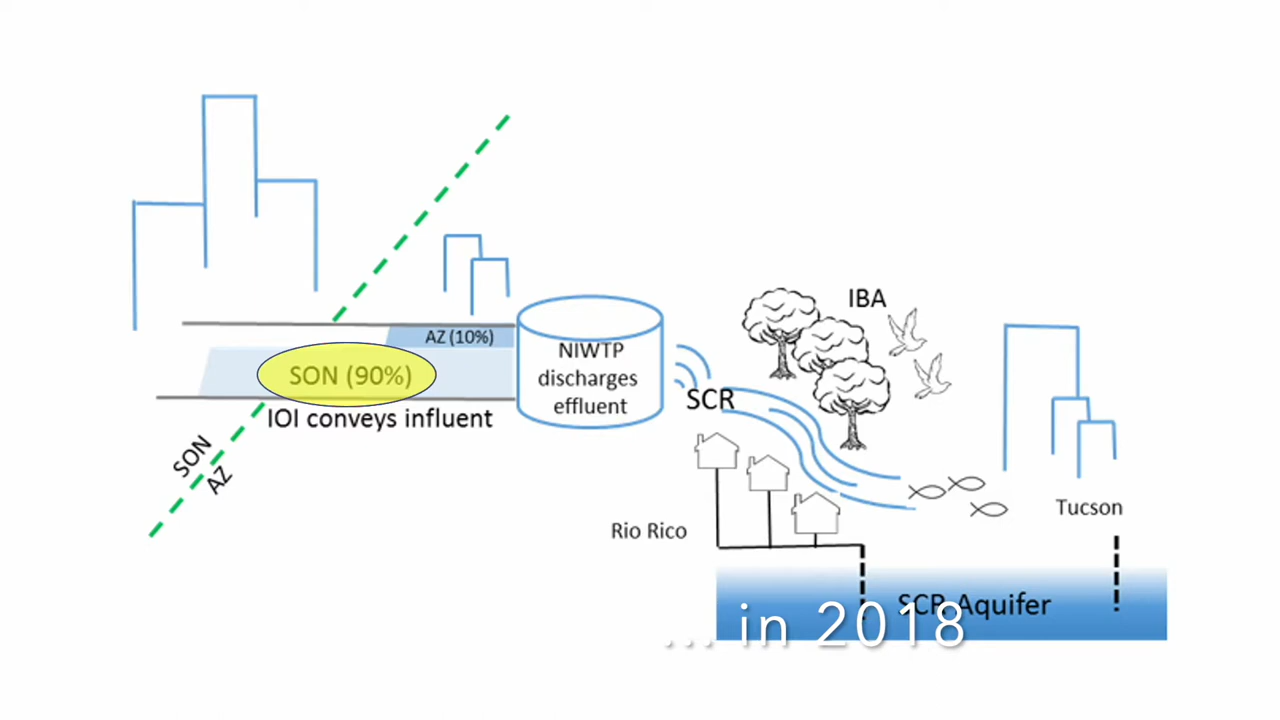 IBA
AZ (10%)
NIWTP
discharges
effluent
SON (90%)
SCR
IOI conveys influent
SON
AZ
Rio Rico
Tucson
SCR Aquifer
... in 2018